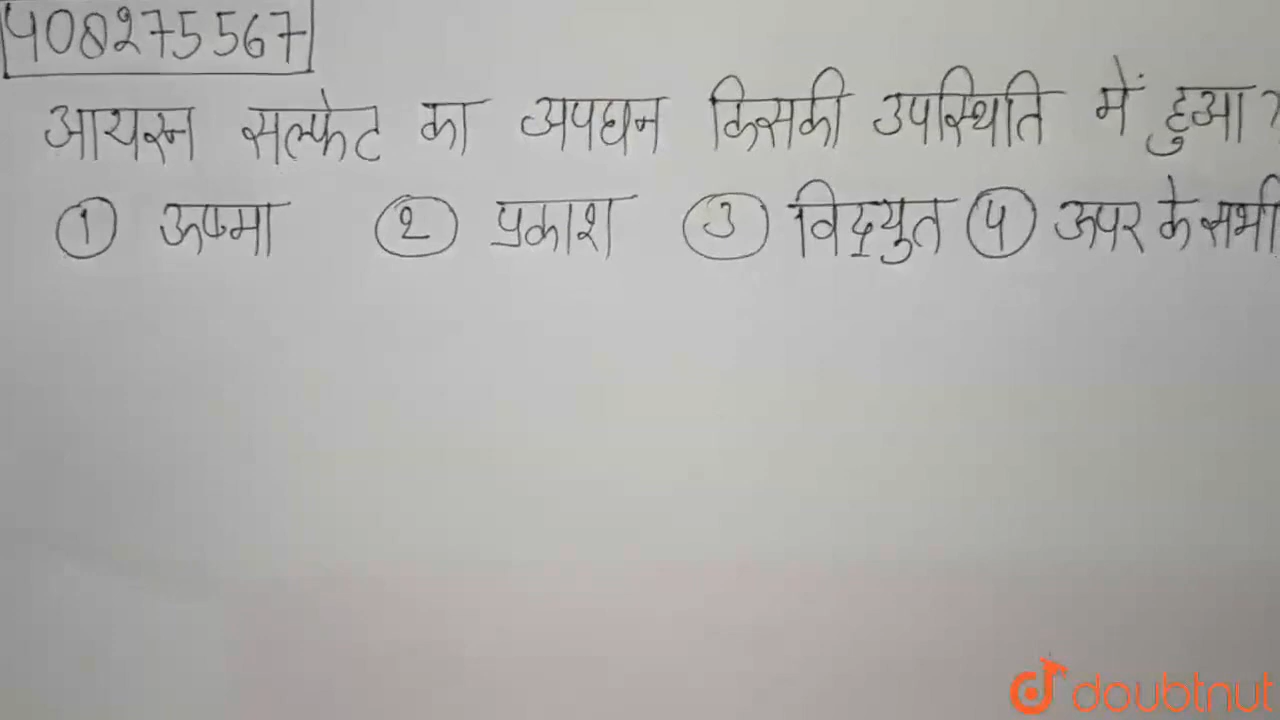 408275567
आयरन सल्फेट का अपघन किसकी उपस्थिति में हुआ?
① ऊष्मा ② प्रकाश ③ विद्युत ④ ऊपर के सभी
doubtnut